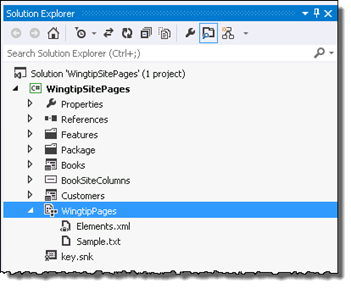 Solution Explorer
Search Solution Explorer (Ctrl+;)
Solution 'WingtipSitePages' (1 project)
C# WingtipSitePages
Properties
References
Features
Package
Books
BookSiteColumns
Customers
WingtipPages
Elements.xml
Sample.txt
key.snk